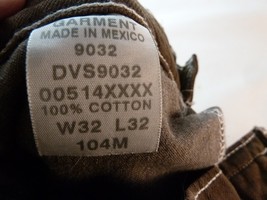 GARMENT
MADE IN MEXICO
9032
DVS9032
00514XXXX
100% COTTON
W32 L32
104M